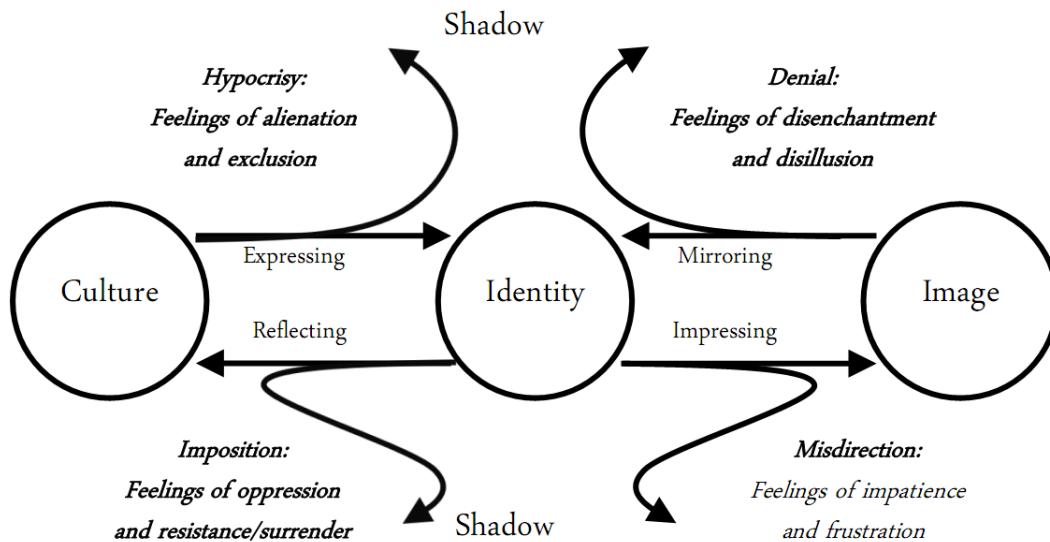 Shadow
Hypocrisy:
Feelings of alienation
and exclusion
Denial:
Feelings of disenchantment
and disillusion
Expressing
Mirroring
Culture
Identity
Image
Reflecting
Impressing
Imposition:
Feelings of oppression
and resistance/surrender
Misdirection:
Feelings of impatience
and frustration
Shadow